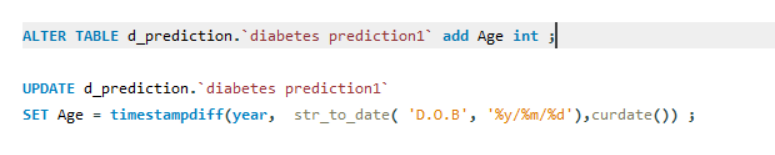 ALTER TABLE d_prediction.`diabetes prediction1` add Age int ;
UPDATE d_prediction.`diabetes prediction1`
SET Age = timestampdiff(year,  str_to_date( 'D.O.B', '%y/%m/%d'),curdate()) ;